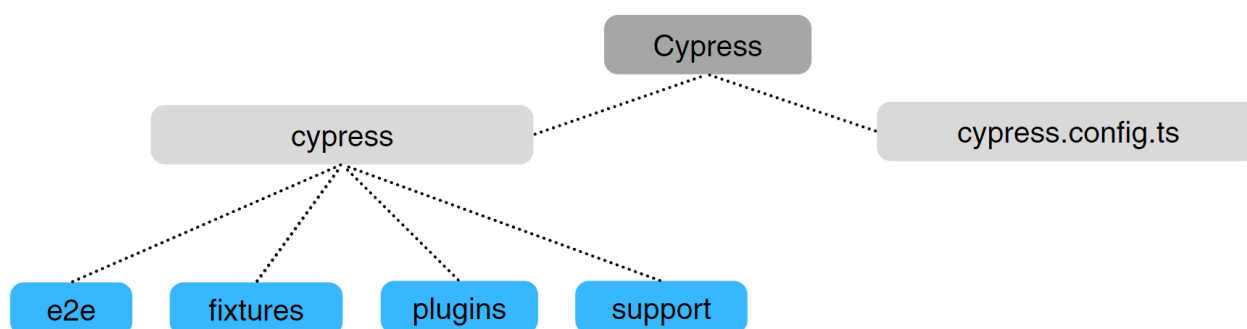 Cypress
cypress
cypress.config.ts
e2e
fixtures
plugins
support